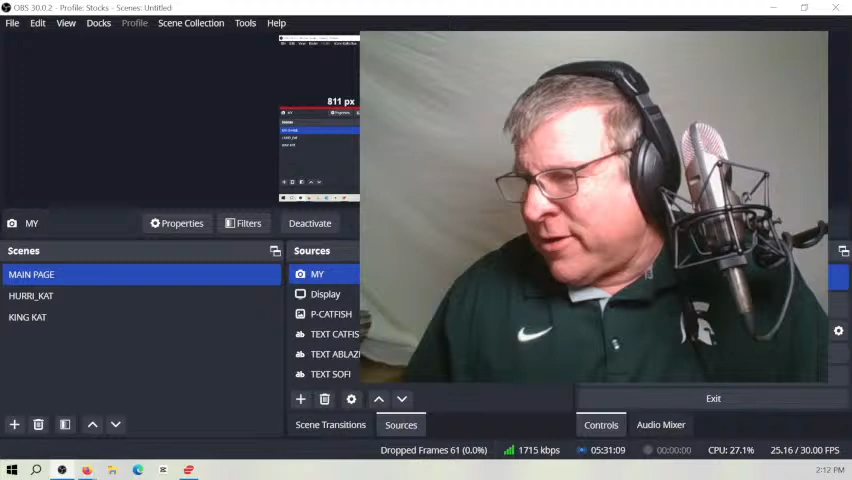 OBS 30.0.2 - Profile: Stocks - Scenes: Untitled
File Edit View Docks Profile Scene Collection Tools Help
811 px
MY
Properties
Filters
Deactivate
Scenes
MAIN PAGE
HURRI_KAT
KING KAT
Sources
MY
Display
P-CATFISH
TEXT CATFIS
TEXT ABLAZ
TEXT SOFI
Exit
Scene Transitions
Sources
Controls
Audio Mixer
Dropped Frames 61 (0.0%)
1715 kbps
05:31:09
00:00:00
CPU: 27.1%
25.16 / 30.00 FPS
2:12 PM